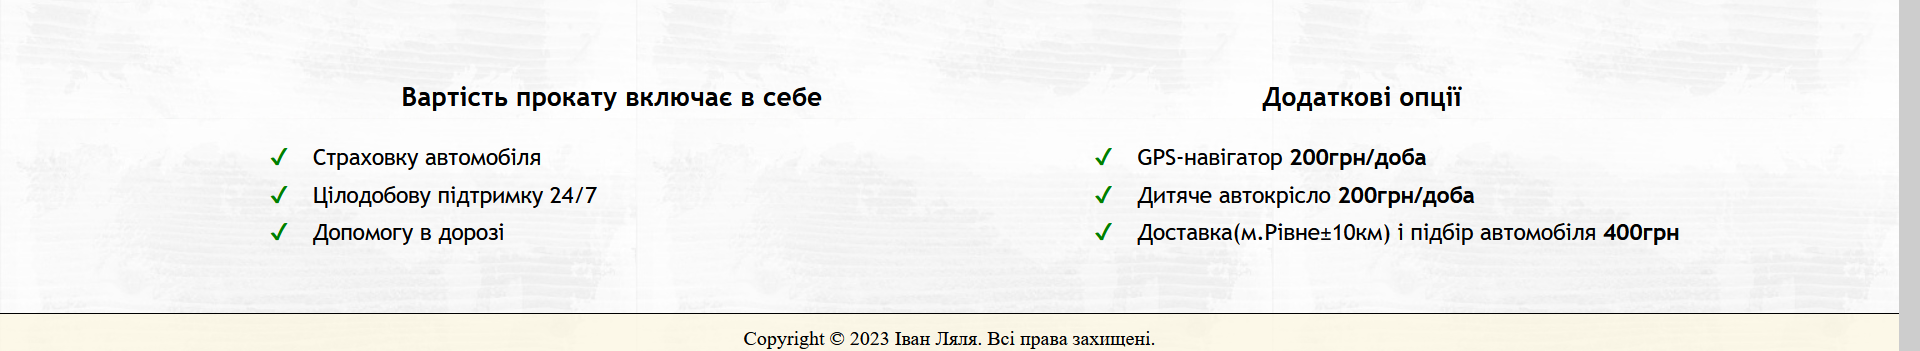 Вартість прокату включає в себе
✓ Страховку автомобіля
✓ Цілодобову підтримку 24/7
✓ Допомогу в дорозі
Додаткові опції
✓ GPS-навігатор 200грн/доба
✓ Дитяче автокрісло 200грн/доба
✓ Доставка(м.Рівне±10км) і підбір автомобіля 400грн
Copyright © 2023 Іван Ляля. Всі права захищені.